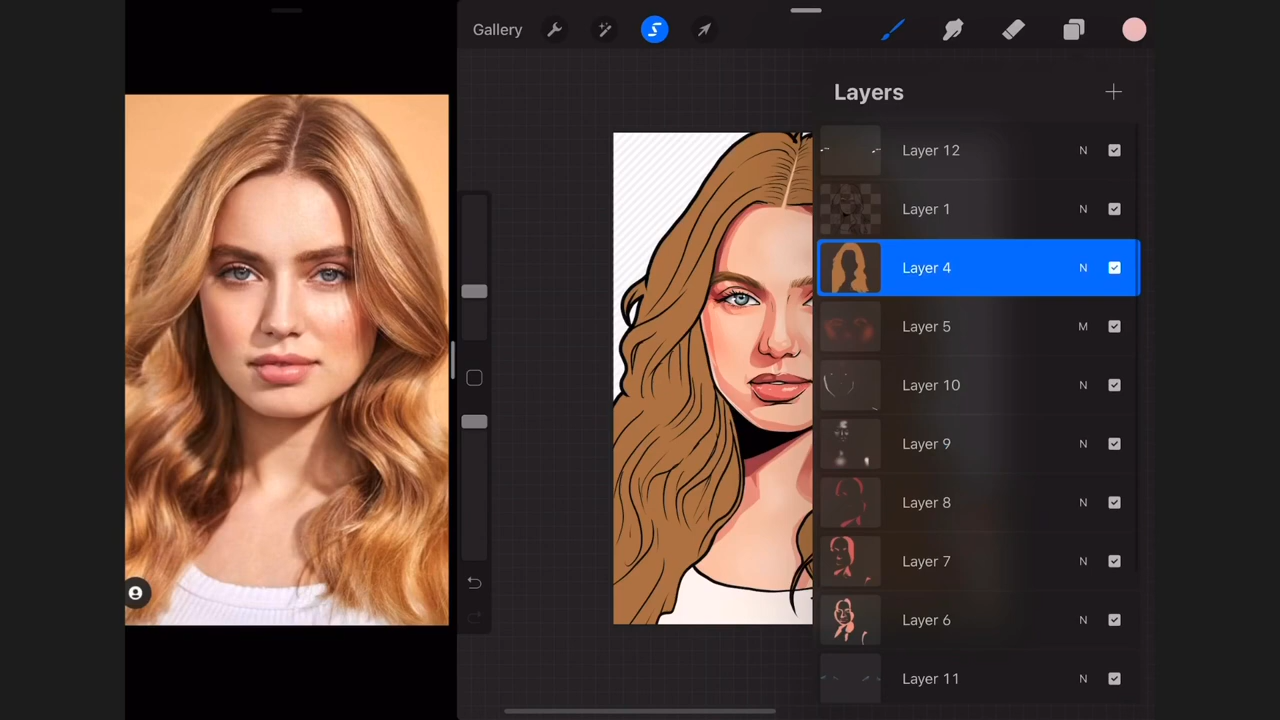 Gallery
Layers
Layer 12 N
Layer 1 N
Layer 4 N
Layer 5 M
Layer 10 N
Layer 9 N
Layer 8 N
Layer 7 N
Layer 6 N
Layer 11 N